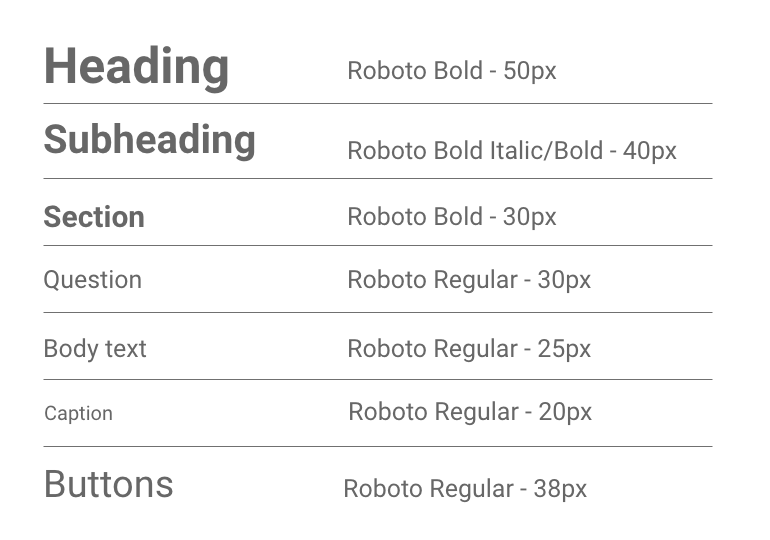 Heading Roboto Bold - 50px
Subheading Roboto Bold Italic/Bold - 40px
Section Roboto Bold - 30px
Question Roboto Regular - 30px
Body text Roboto Regular - 25px
Caption Roboto Regular - 20px
Buttons Roboto Regular - 38px